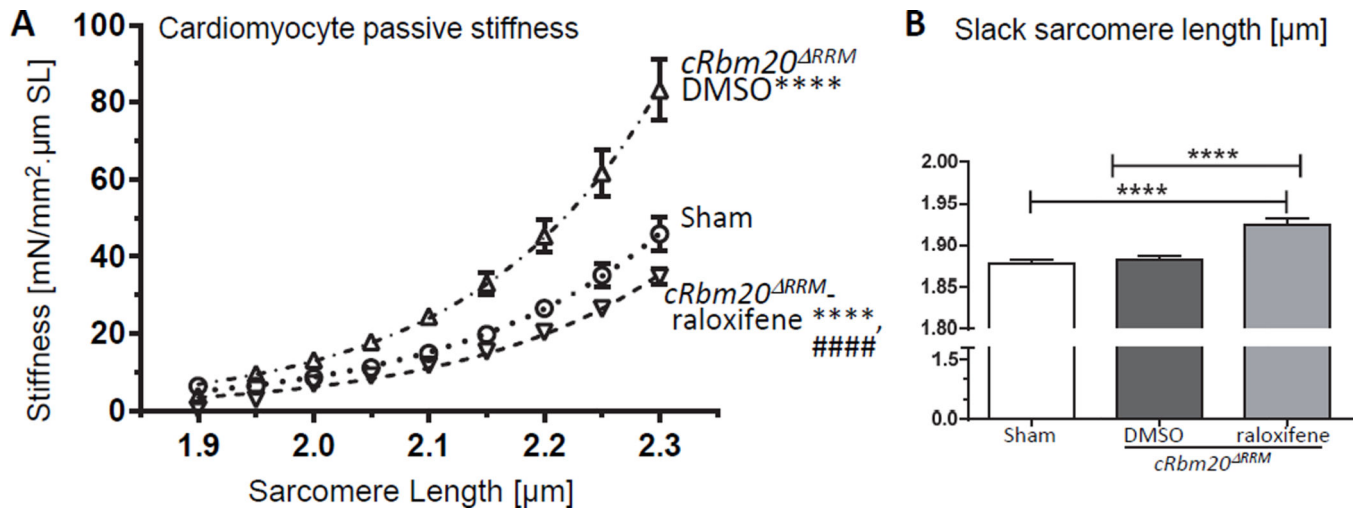 A
Cardiomyocyte passive stiffness
Stiffness [mN/mm².µm SL]
100
80
60
40
20
0
cRbm20ΔRRM
DMSO****
Sham
cRbm20ΔRRM-
raloxifene ****,
####
1.9 2.0 2.1 2.2 2.3
Sarcomere Length [µm]
B
Slack sarcomere length [µm]
2.00
1.95
1.90
1.85
1.80
1.5
0.0
****
****
Sham DMSO raloxifene
cRbm20ΔRRM